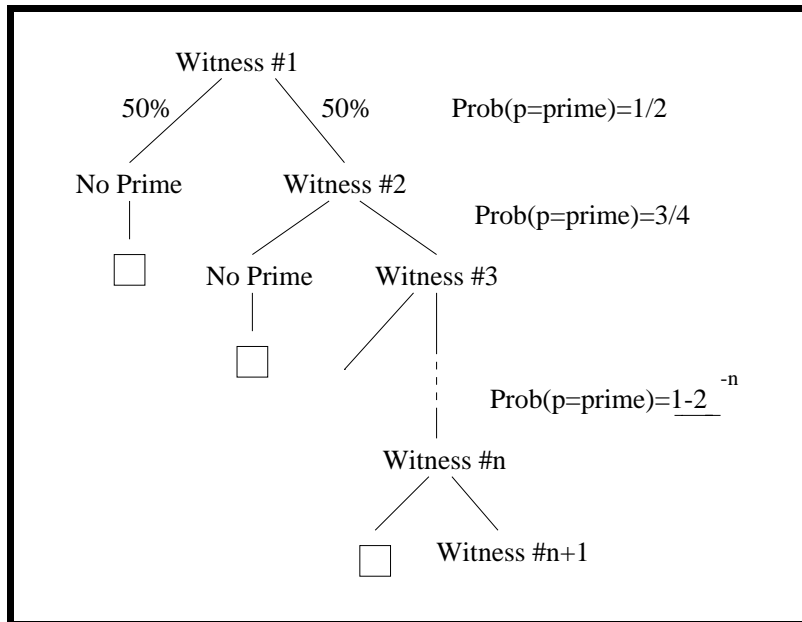 Witness #1
50% 50% Prob(p=prime)=1/2
No Prime Witness #2
Prob(p=prime)=3/4
No Prime Witness #3
Prob(p=prime)=1-2 -n
Witness #n
Witness #n+1